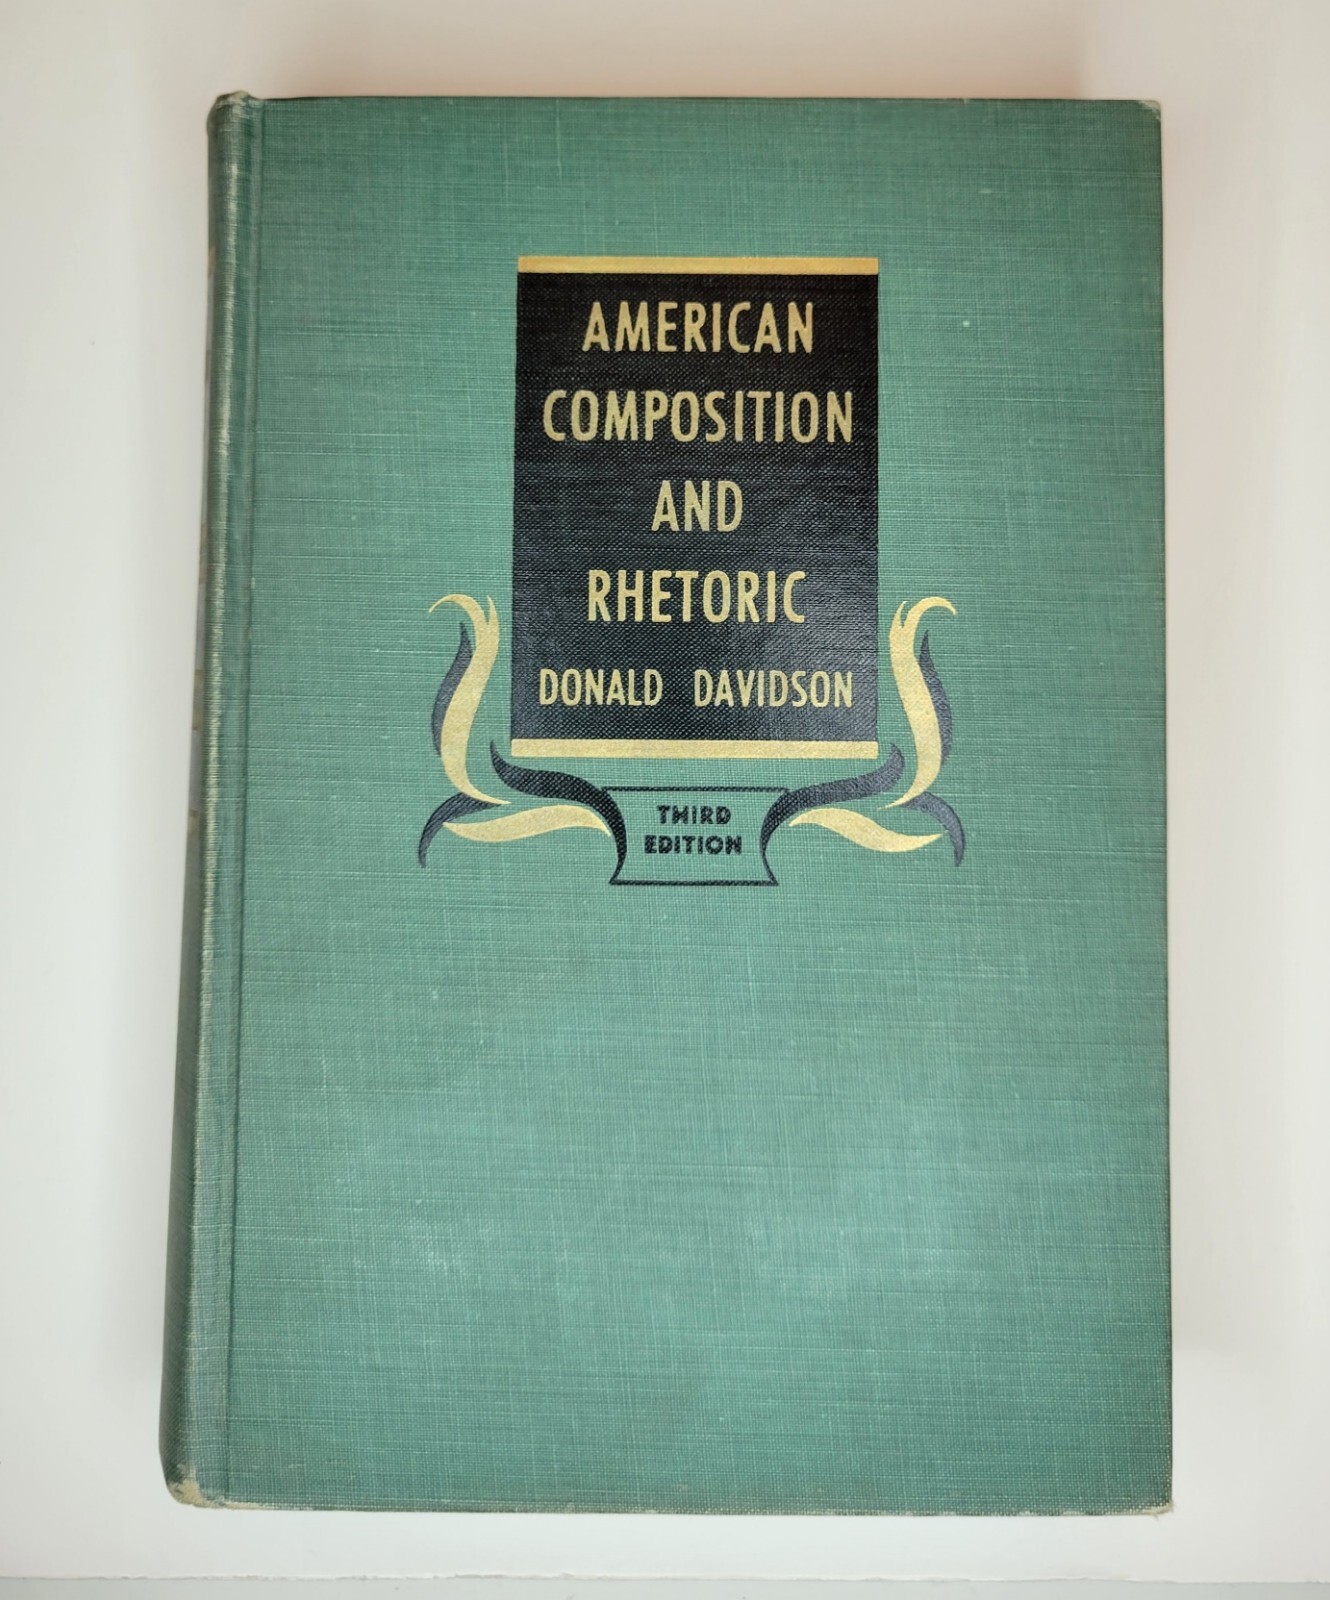 AMERICAN
COMPOSITION
AND
RHETORIC
DONALD DAVIDSON
THIRD
EDITION